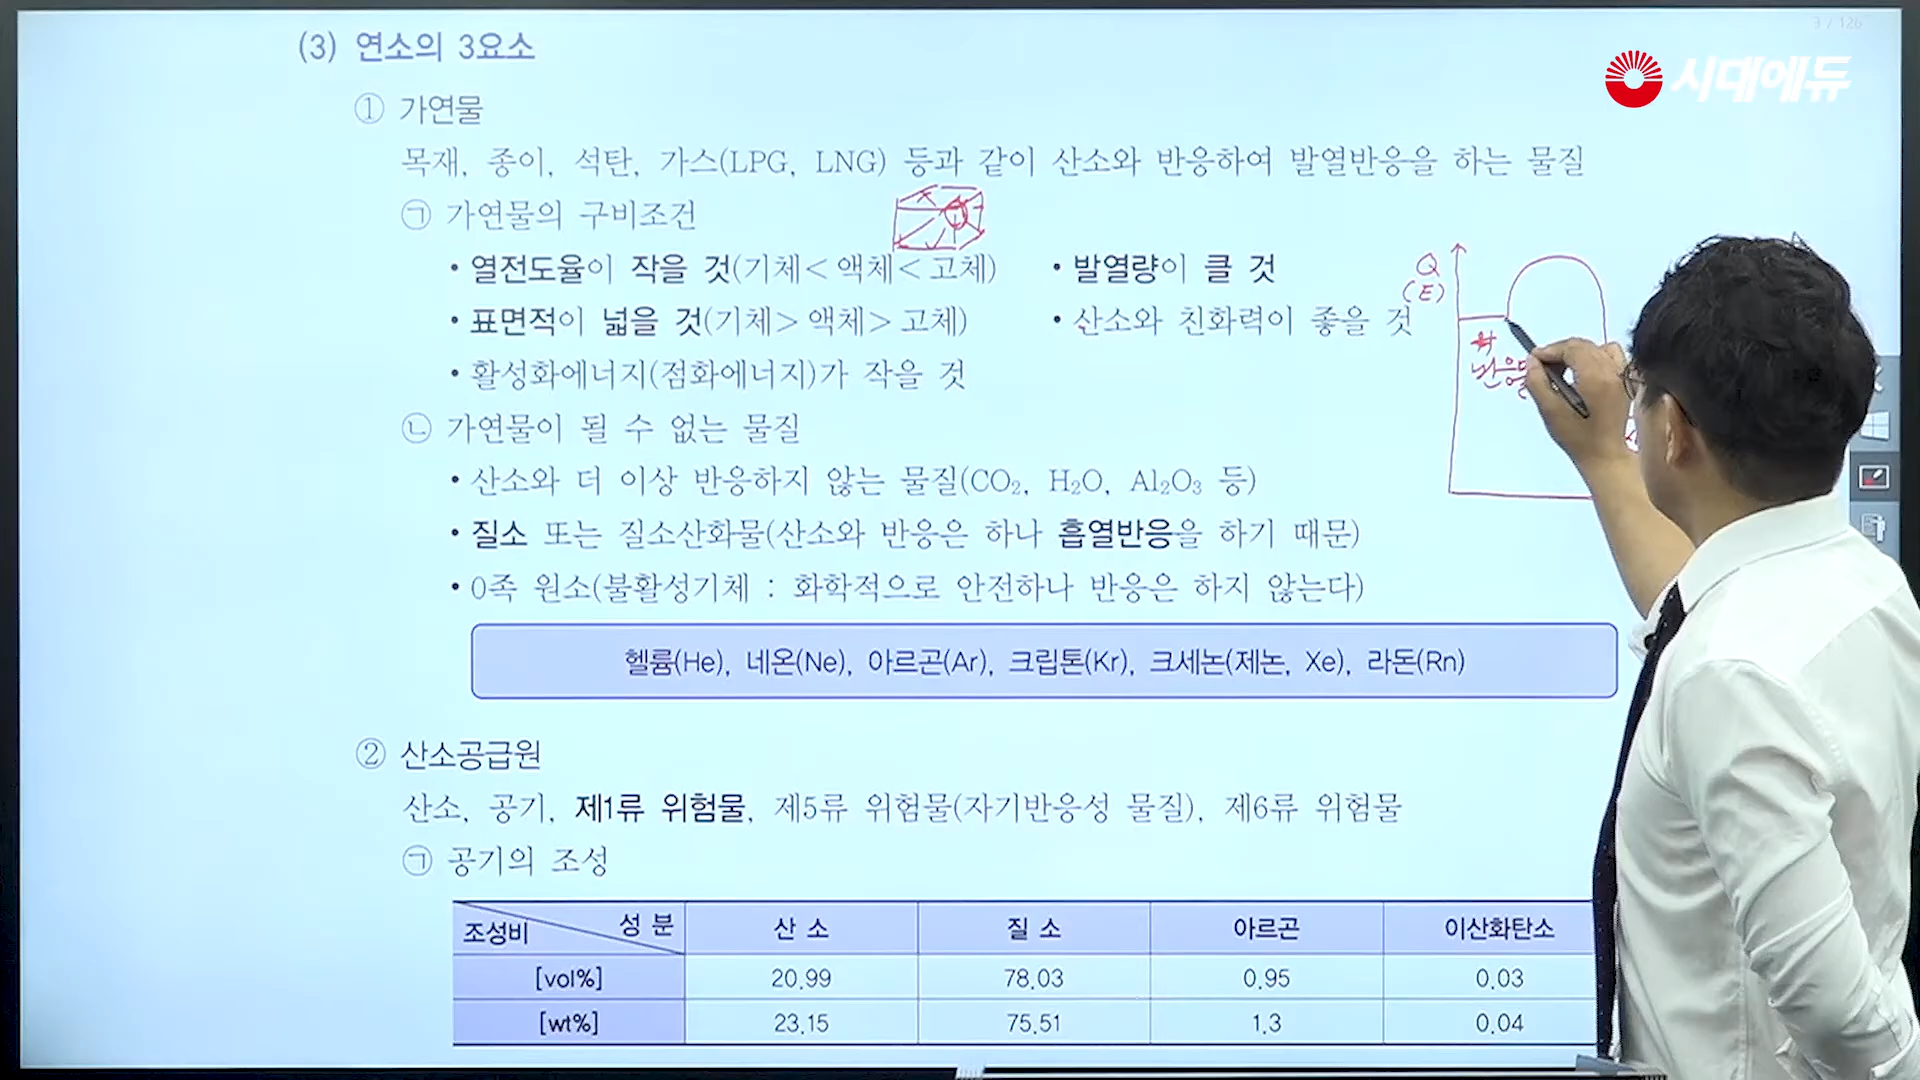 3 / 126
시대에듀
(3) 연소의 3요소
① 가연물
목재, 종이, 석탄, 가스(LPG, LNG) 등과 같이 산소와 반응하여 발열반응을 하는 물질
㉠ 가연물의 구비조건
• 열전도율이 작을 것(기체< 액체< 고체)
• 발열량이 클 것
• 표면적이 넓을 것(기체> 액체> 고체)
• 산소와 친화력이 좋을 것
• 활성화에너지(점화에너지)가 작을 것
Q
(E)
㉡ 가연물이 될 수 없는 물질
• 산소와 더 이상 반응하지 않는 물질(CO₂, H₂O, Al₂O₃ 등)
• 질소 또는 질소산화물(산소와 반응은 하나 흡열반응을 하기 때문)
• 0족 원소(불활성기체 : 화학적으로 안전하나 반응은 하지 않는다)
헬륨(He), 네온(Ne), 아르곤(Ar), 크립톤(Kr), 크세논(제논, Xe), 라돈(Rn)
② 산소공급원
산소, 공기, 제1류 위험물, 제5류 위험물(자기반응성 물질), 제6류 위험물
㉠ 공기의 조성
조성비 성 분 산 소 질 소 아르곤 이산화탄소
[vol%] 20.99 78.03 0.95 0.03
[wt%] 23.15 75.51 1.3 0.04